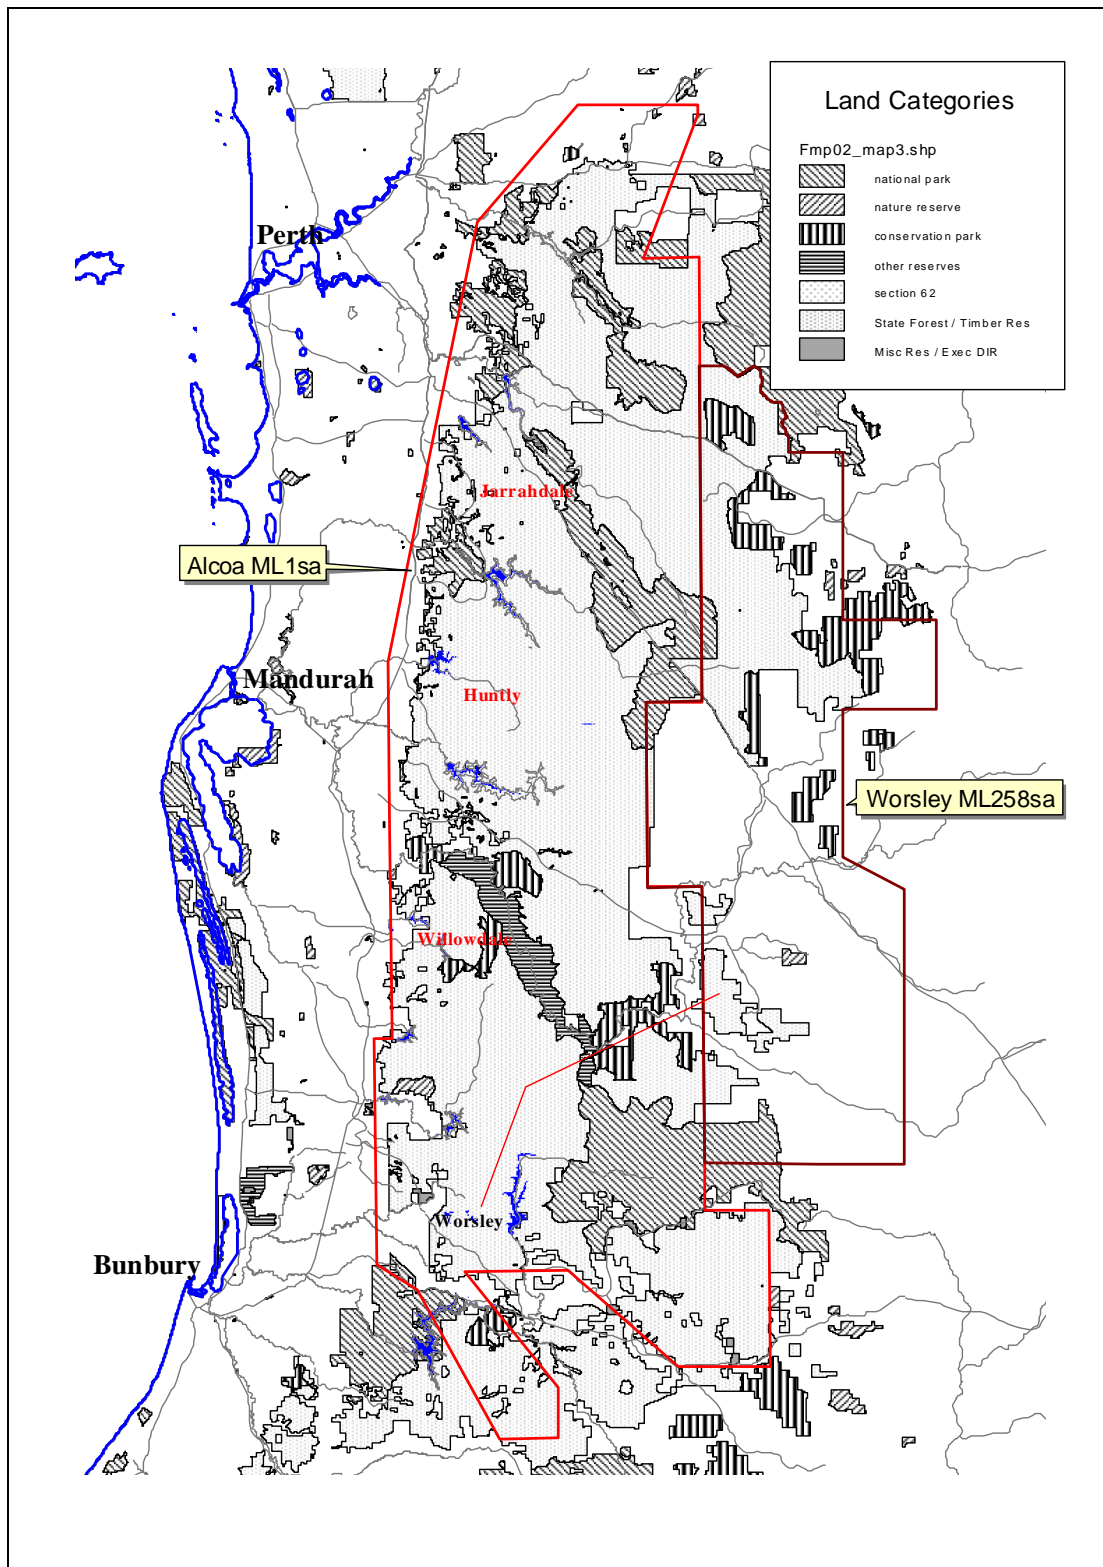 Land Categories
Fmp02_map3.shp
national park
nature reserve
conservation park
other reserves
section 62
State Forest / Timber Res
Misc Res / Exec DIR
Perth
Jarrahdale
Alcoa ML1sa
Mandurah
Huntly
Worsley ML258sa
Willowdale
Worsley
Bunbury